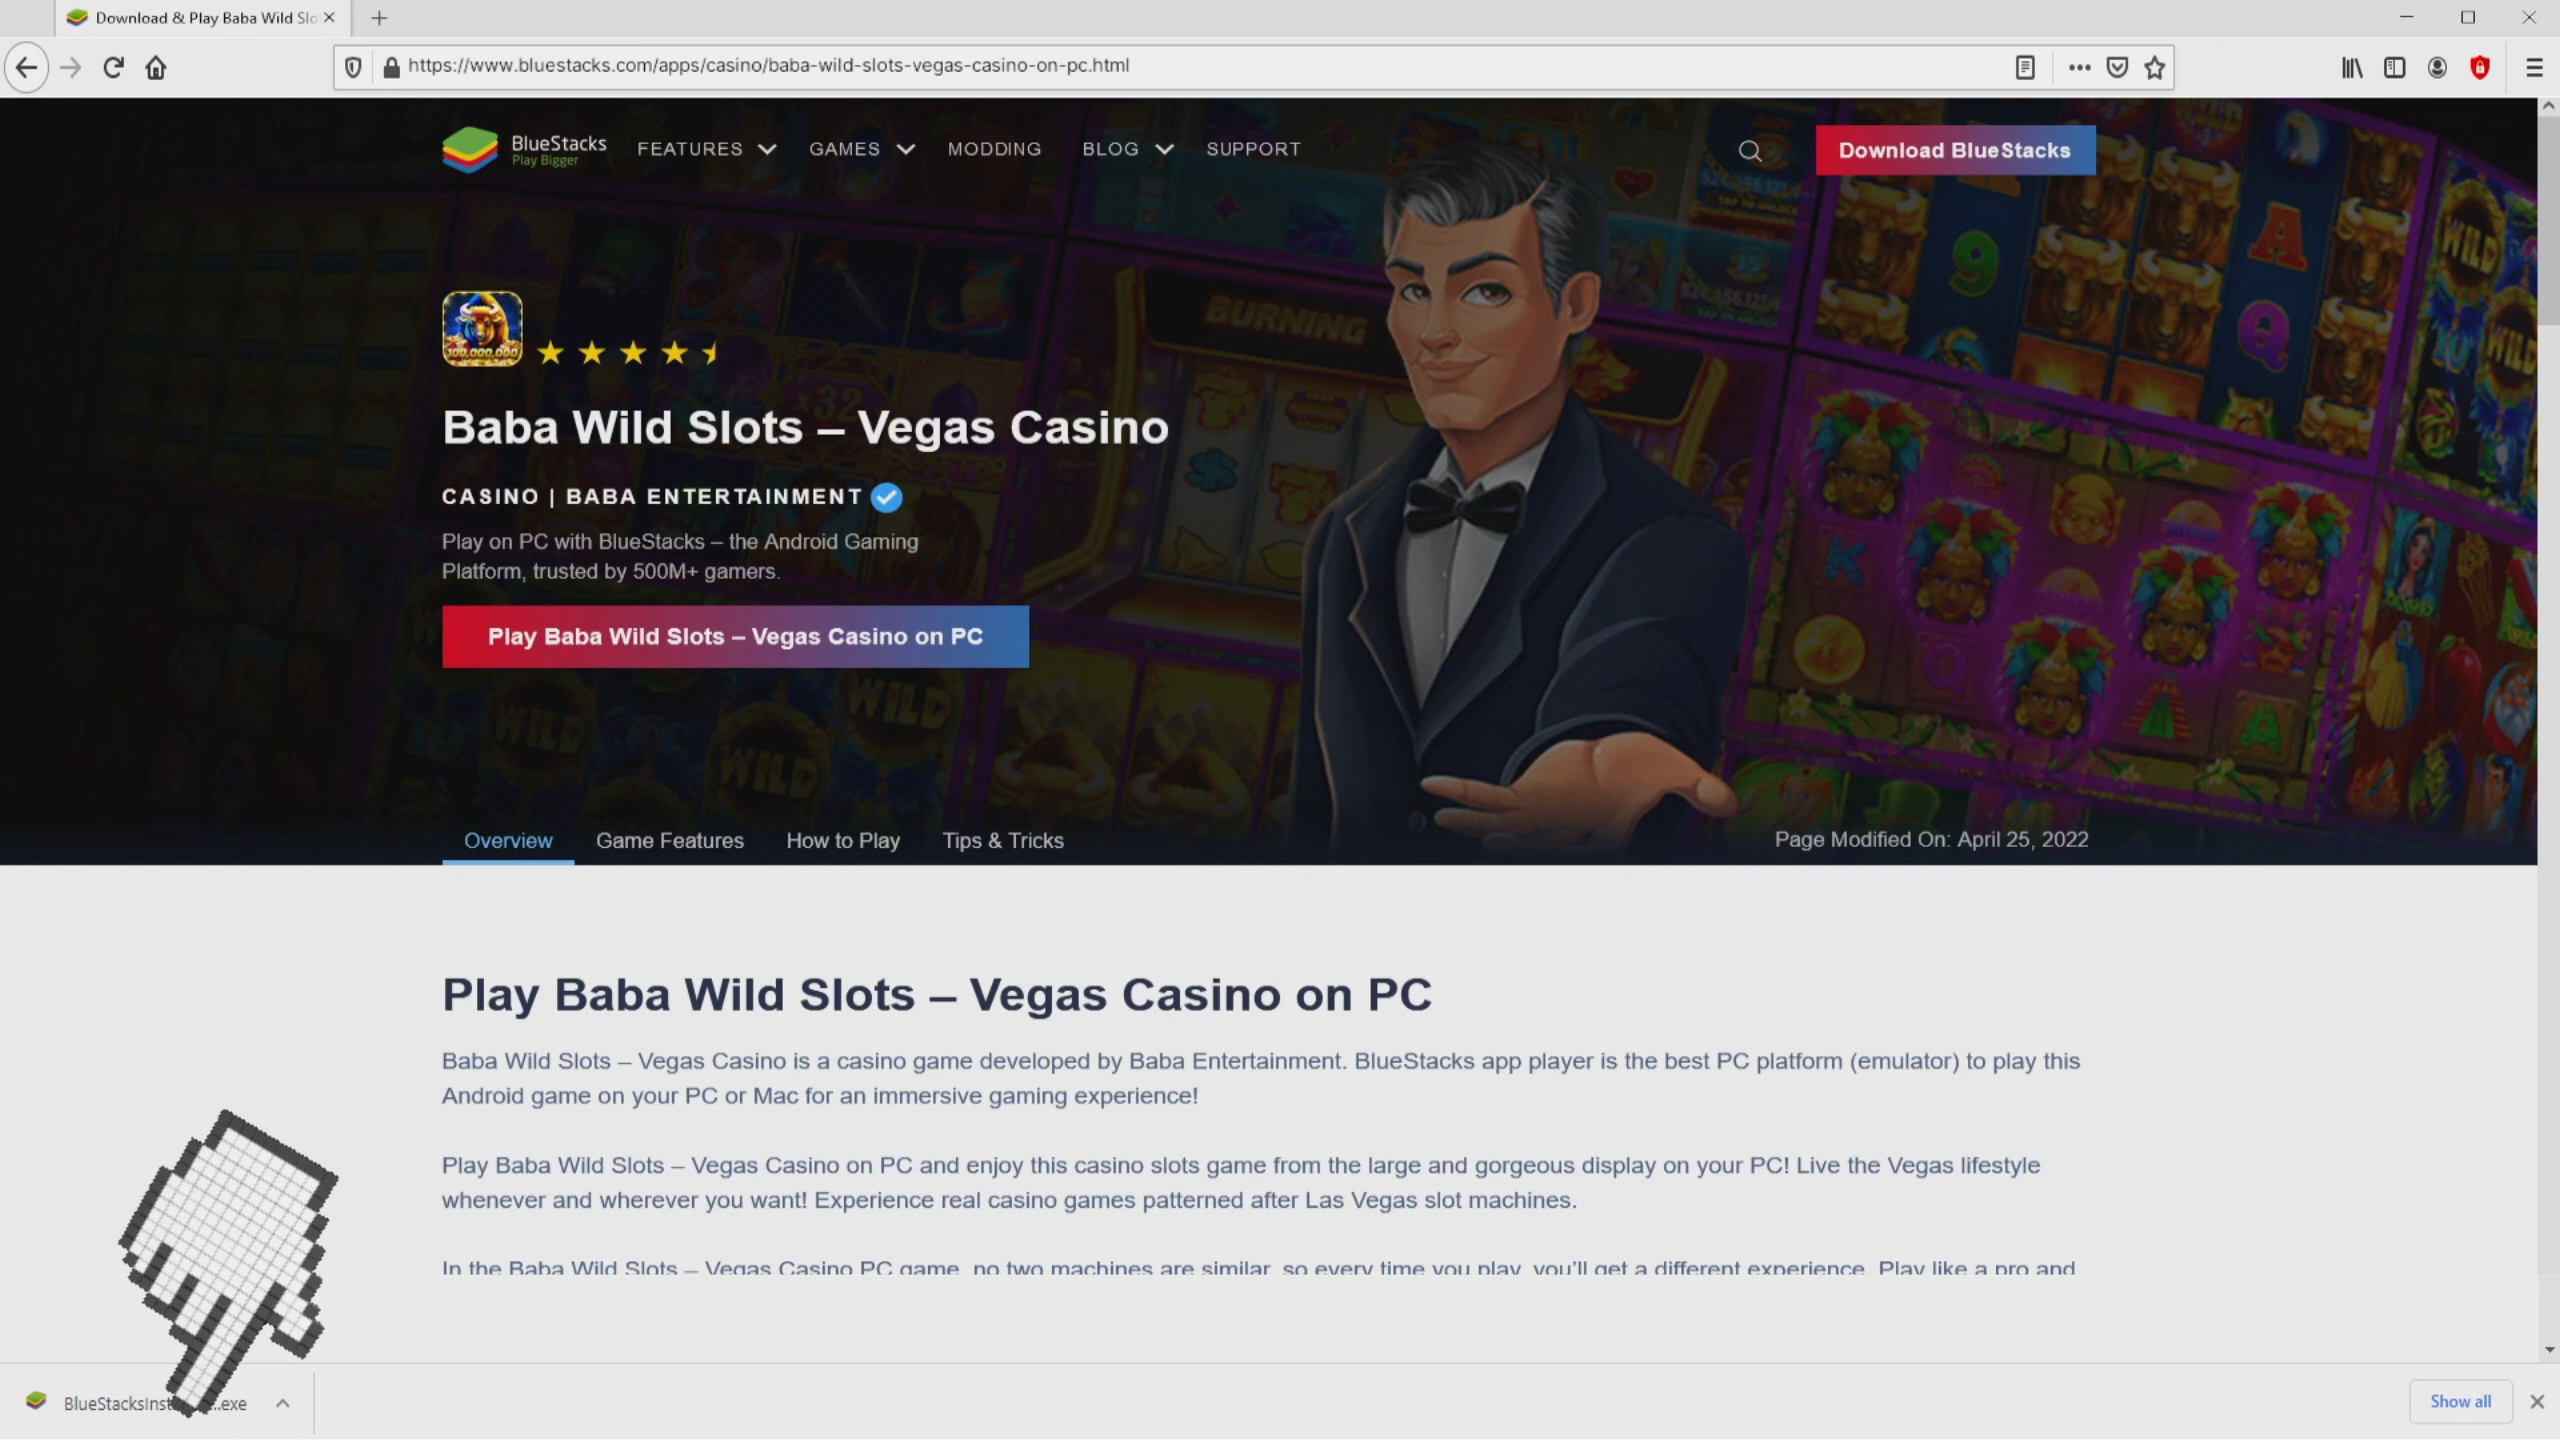 Download & Play Baba Wild Slo
https://www.bluestacks.com/apps/casino/baba-wild-slots-vegas-casino-on-pc.html
BlueStacks
Play Bigger
FEATURES
GAMES
MODDING
BLOG
SUPPORT
Download BlueStacks
BURNING
WILD
9
A
Q
WILD
100,000,000
x32
Baba Wild Slots – Vegas Casino
CASINO | BABA ENTERTAINMENT
Play on PC with BlueStacks – the Android Gaming
Platform, trusted by 500M+ gamers.
Play Baba Wild Slots – Vegas Casino on PC
K
Q
A
WILD
WILD
WILD
Overview
Game Features
How to Play
Tips & Tricks
Page Modified On: April 25, 2022
Play Baba Wild Slots – Vegas Casino on PC
Baba Wild Slots – Vegas Casino is a casino game developed by Baba Entertainment. BlueStacks app player is the best PC platform (emulator) to play this
Android game on your PC or Mac for an immersive gaming experience!
Play Baba Wild Slots – Vegas Casino on PC and enjoy this casino slots game from the large and gorgeous display on your PC! Live the Vegas lifestyle
whenever and wherever you want! Experience real casino games patterned after Las Vegas slot machines.
In the Baba Wild Slots – Vegas Casino PC game, no two machines are similar, so every time you play, you'll get a different experience. Play like a pro and
BlueStacksInst...exe
Show all